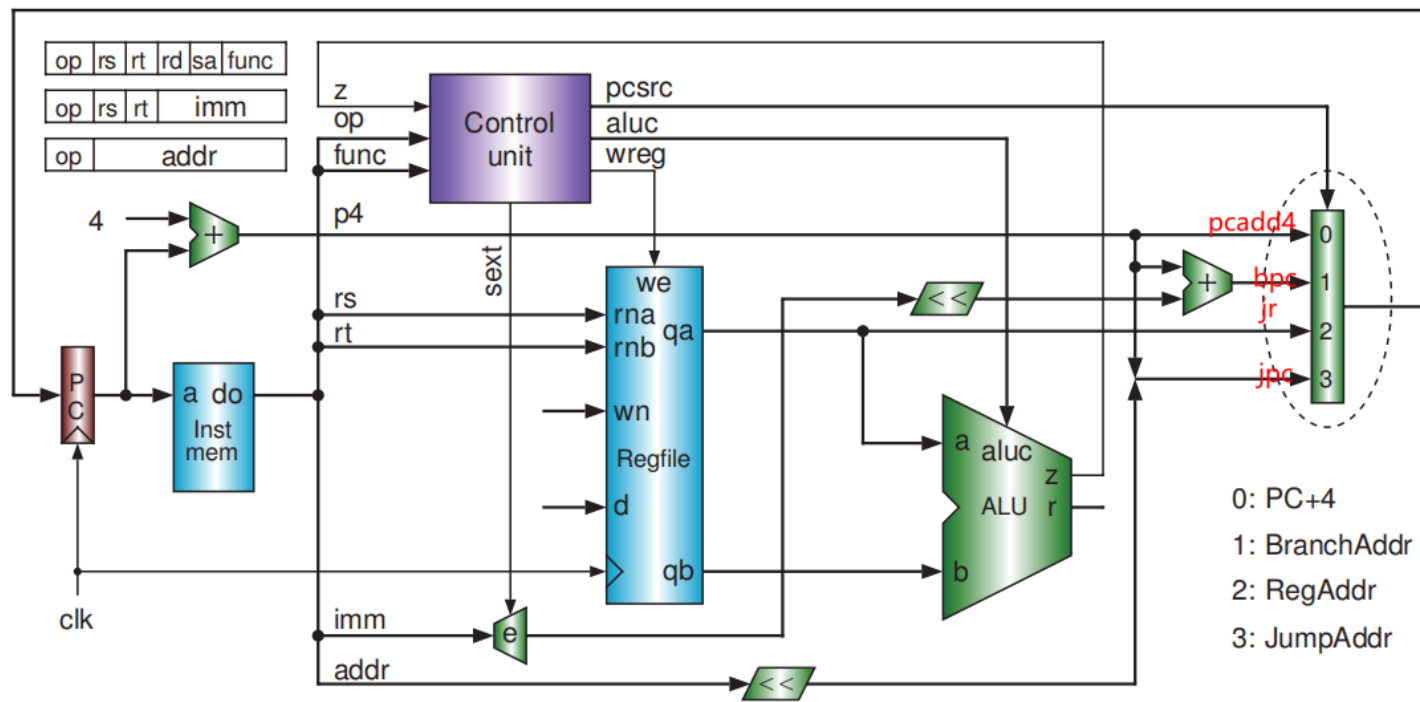 op rs rt rd sa func
op rs rt imm
op addr
z
op
func
Control
unit
pcsrc
aluc
wreg
4
+
p4
sext
pcadd4
0
+
bpc
1
jr
2
jpc
3
<<
we
rs
rna
qa
rt
rnb
wn
Regfile
d
qb
P
C
a do
Inst
mem
a
aluc
z
ALU
r
b
clk
imm
e
addr
<<
0: PC+4
1: BranchAddr
2: RegAddr
3: JumpAddr